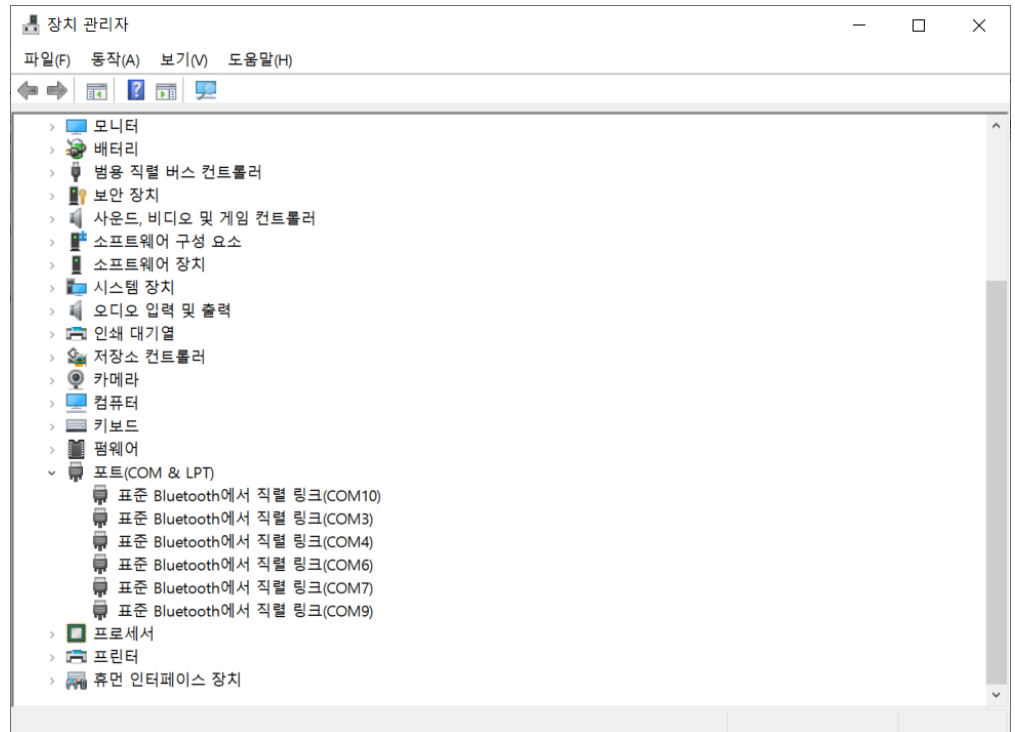 장치 관리자
파일(F) 동작(A) 보기(V) 도움말(H)
모니터
배터리
범용 직렬 버스 컨트롤러
보안 장치
사운드, 비디오 및 게임 컨트롤러
소프트웨어 구성 요소
소프트웨어 장치
시스템 장치
오디오 입력 및 출력
인쇄 대기열
저장소 컨트롤러
카메라
컴퓨터
키보드
펌웨어
포트(COM & LPT)
표준 Bluetooth에서 직렬 링크(COM10)
표준 Bluetooth에서 직렬 링크(COM3)
표준 Bluetooth에서 직렬 링크(COM4)
표준 Bluetooth에서 직렬 링크(COM6)
표준 Bluetooth에서 직렬 링크(COM7)
표준 Bluetooth에서 직렬 링크(COM9)
프로세서
프린터
휴먼 인터페이스 장치